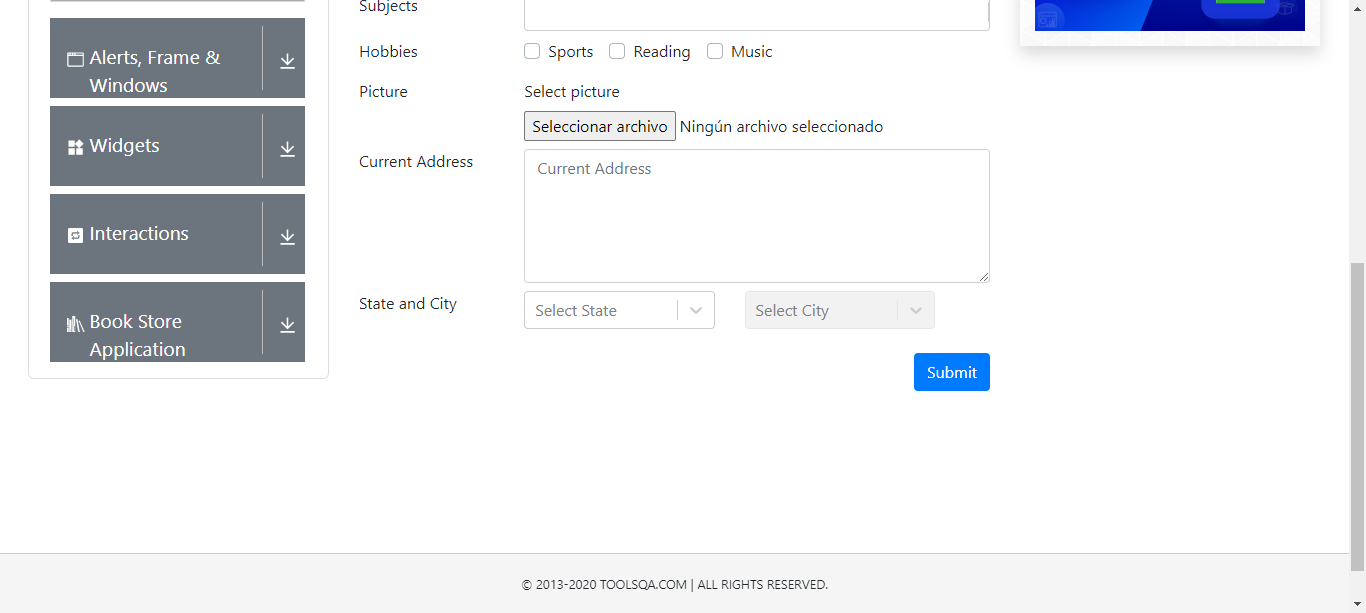 Alerts, Frame &
Windows
Widgets
Interactions
Book Store
Application
Subjects
Hobbies
Sports Reading Music
Picture
Select picture
Seleccionar archivo Ningún archivo seleccionado
Current Address
Current Address
State and City
Select State
Select City
Submit
© 2013-2020 TOOLSQA.COM | ALL RIGHTS RESERVED.